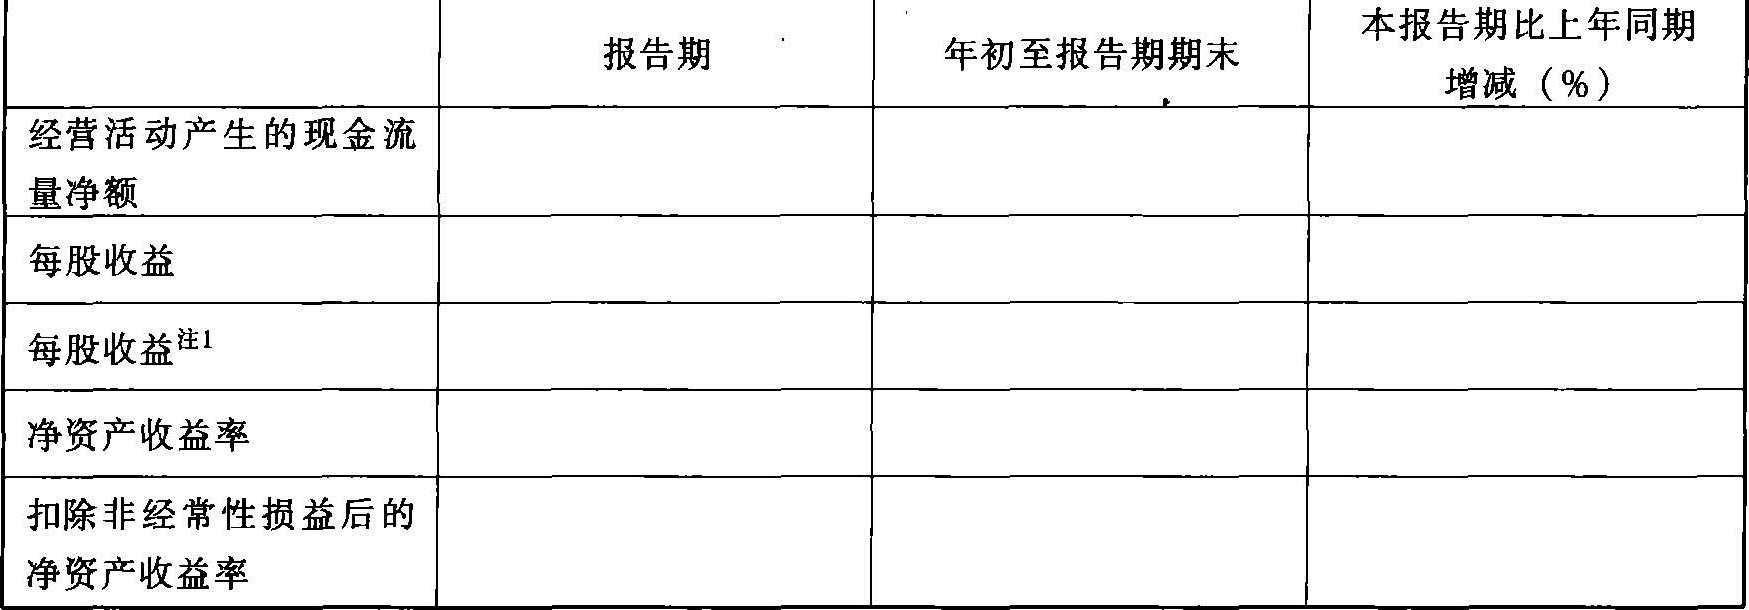 报告期
年初至报告期期末
本报告期比上年同期
增减（%）
经营活动产生的现金流
量净额
每股收益
每股收益注1
净资产收益率
扣除非经常性损益后的
净资产收益率